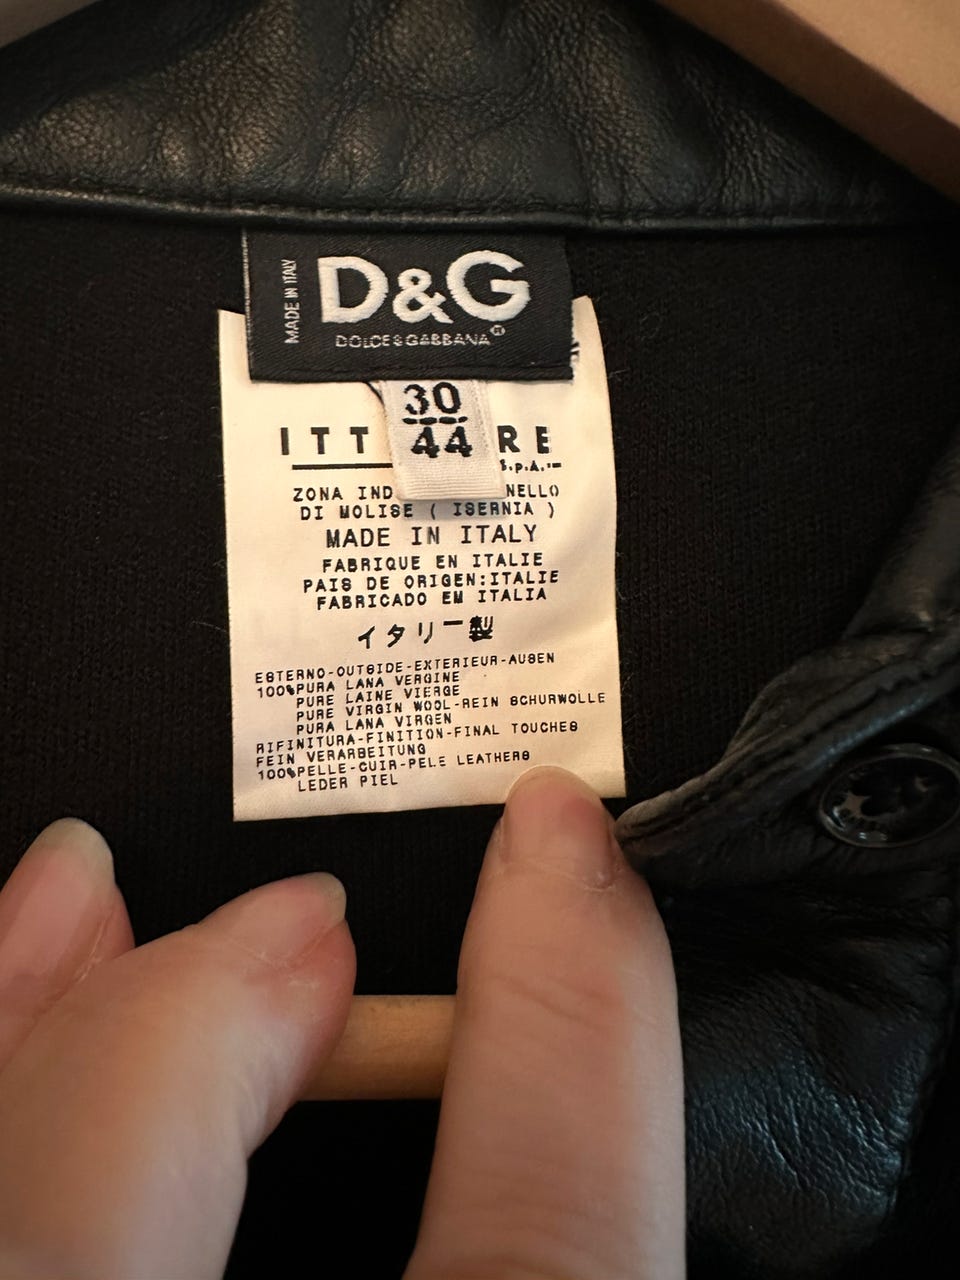 MADE IN ITALY
D&G
DOLCE&GABBANA®
30
44
ITT RE
S.p.A.
ZONA IND NELLO
DI MOLISE ( ISERNIA )
MADE IN ITALY
FABRIQUE EN ITALIE
PAIS DE ORIGEN:ITALIE
FABRICADO EM ITALIA
イタリー製
ESTERNO-OUTSIDE-EXTERIEUR-AUSEN
100%PURA LANA VERGINE
PURE LAINE VIERGE
PURE VIRGIN WOOL-REIN SCHURWOLLE
PURA LANA VIRGEN
RIFINITURA-FINITION-FINAL TOUCHES
FEIN VERARBEITUNG
100%PELLE-CUIR-PELE LEATHERS
LEDER PIEL